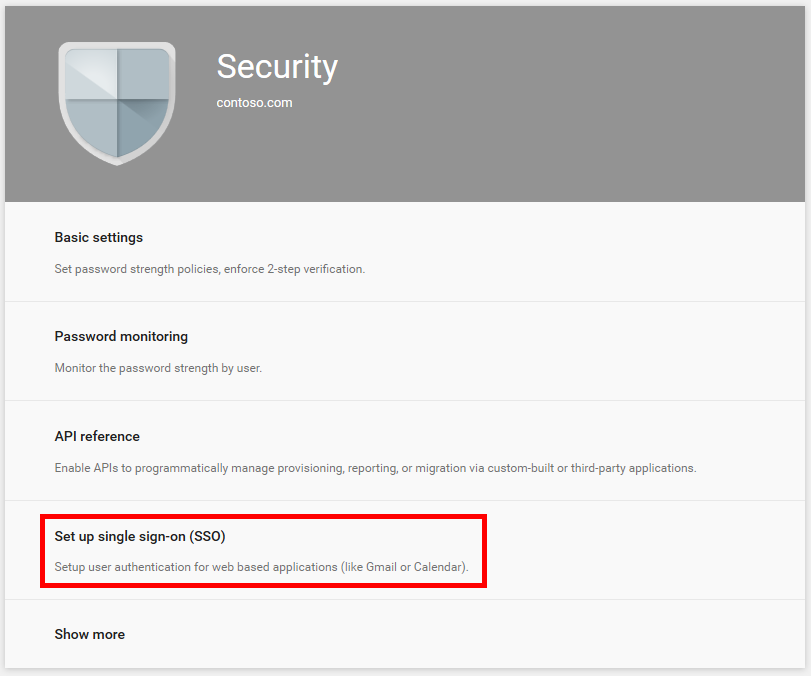 Security
contoso.com
Basic settings
Set password strength policies, enforce 2-step verification.
Password monitoring
Monitor the password strength by user.
API reference
Enable APIs to programmatically manage provisioning, reporting, or migration via custom-built or third-party applications.
Set up single sign-on (SSO)
Setup user authentication for web based applications (like Gmail or Calendar).
Show more